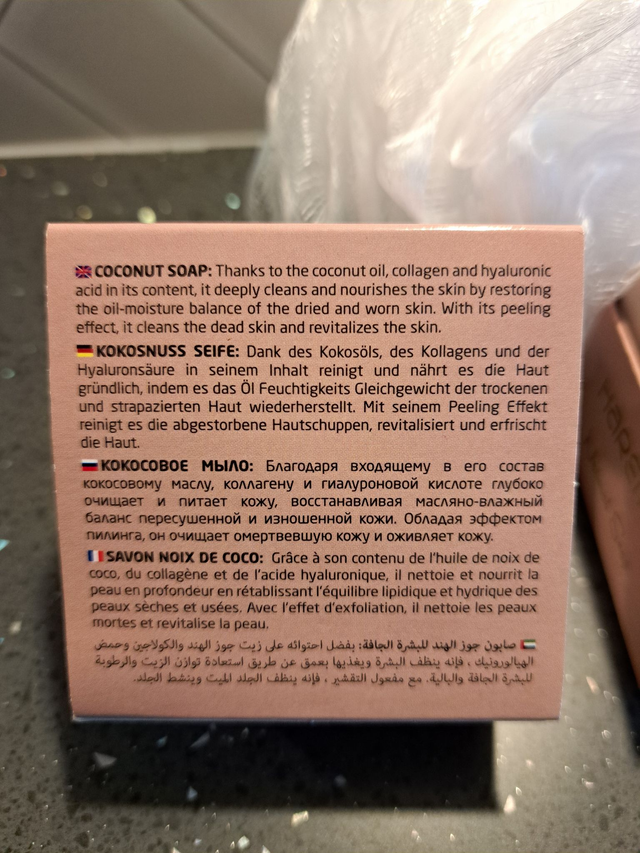 COCONUT SOAP: Thanks to the coconut oil, collagen and hyaluronic
acid in its content, it deeply cleans and nourishes the skin by restoring
the oil-moisture balance of the dried and worn skin. With its peeling
effect, it cleans the dead skin and revitalizes the skin.
KOKOSNUSS SEIFE: Dank des Kokosöls, des Kollagens und der
Hyaluronsäure in seinem Inhalt reinigt und nährt es die Haut
gründlich, indem es das Öl Feuchtigkeits Gleichgewicht der trockenen
und strapazierten Haut wiederherstellt. Mit seinem Peeling Effekt
reinigt es die abgestorbene Hautschuppen, revitalisiert und erfrischt
die Haut.
КОКОСОВОЕ МЫЛО: Благодаря входящему в его состав
кокосовому маслу, коллагену и гиалуроновой кислоте глубоко
очищает и питает кожу, восстанавливая масляно-влажный
баланс пересушенной и изношенной кожи. Обладая эффектом
пилинга, он очищает омертвевшую кожу и оживляет кожу.
SAVON NOIX DE COCO: Grâce à son contenu de l'huile de noix de
coco, du collagène et de l'acide hyaluronique, il nettoie et nourrit la
peau en profondeur en rétablissant l'équilibre lipidique et hydrique des
peaux sèches et usées. Avec l'effet d'exfoliation, il nettoie les peaux
mortes et revitalise la peau.
صابون جوز الهند للبشرة الجافة: بفضل احتوائه على زيت جوز الهند والكولاجين وحمض
الهيالورونيك ، فإنه ينظف البشرة ويغذيها بعمق عن طريق استعادة توازن الزيت والرطوبة
للبشرة الجافة والبالية. مع مفعول التقشير ، فإنه ينظف الجلد الميت وينشط الجلد.